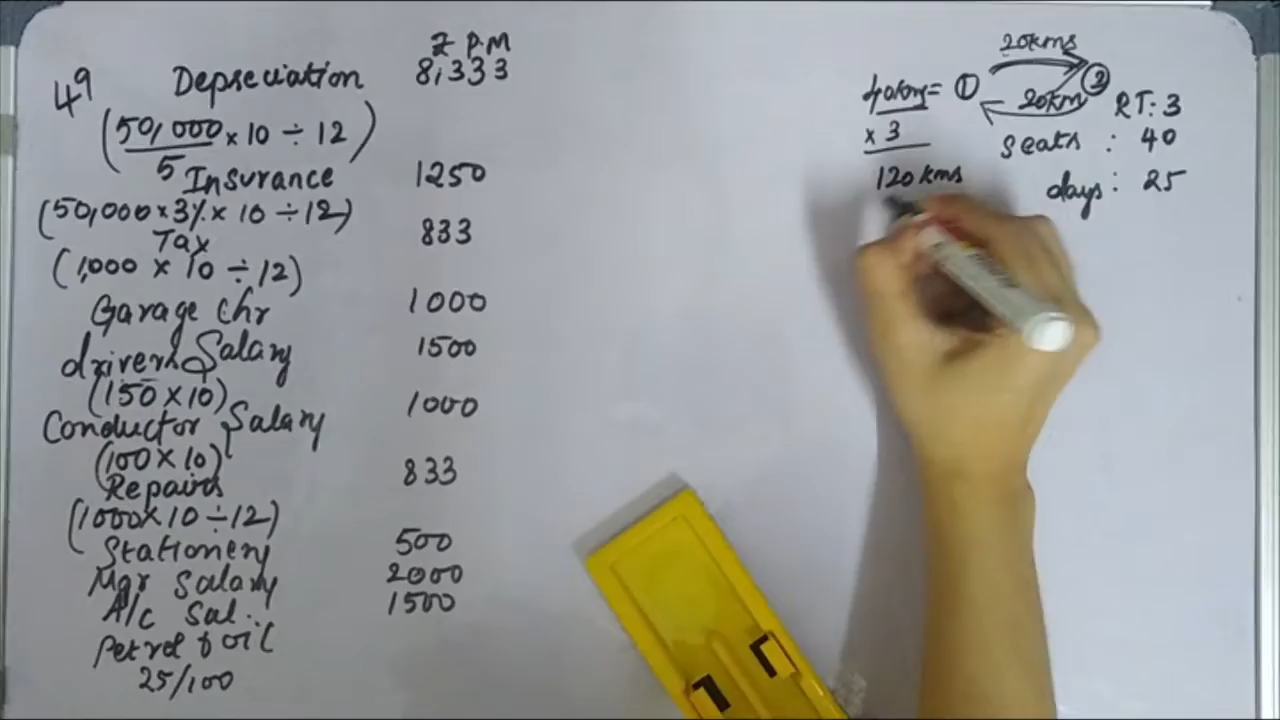 49
₹ P.M
Depreciation 8,333
(50,000 × 10 ÷ 12)
5
Insurance 1250
(50,000 × 3% × 10 ÷ 12)
Tax 833
(1,000 × 10 ÷ 12)
Garage Chr 1000
drivers Salary 1500
(150 × 10)
Conductor Salary 1000
(100 × 10)
Repairs 833
(1000 × 10 ÷ 12)
Stationery 500
Mgr Salary 2000
A/c Sal.. 1500
Petrol & oil
25/100
20kms
40kms = 1 2
20km
RT: 3
× 3
seats : 40
120 kms
days : 25